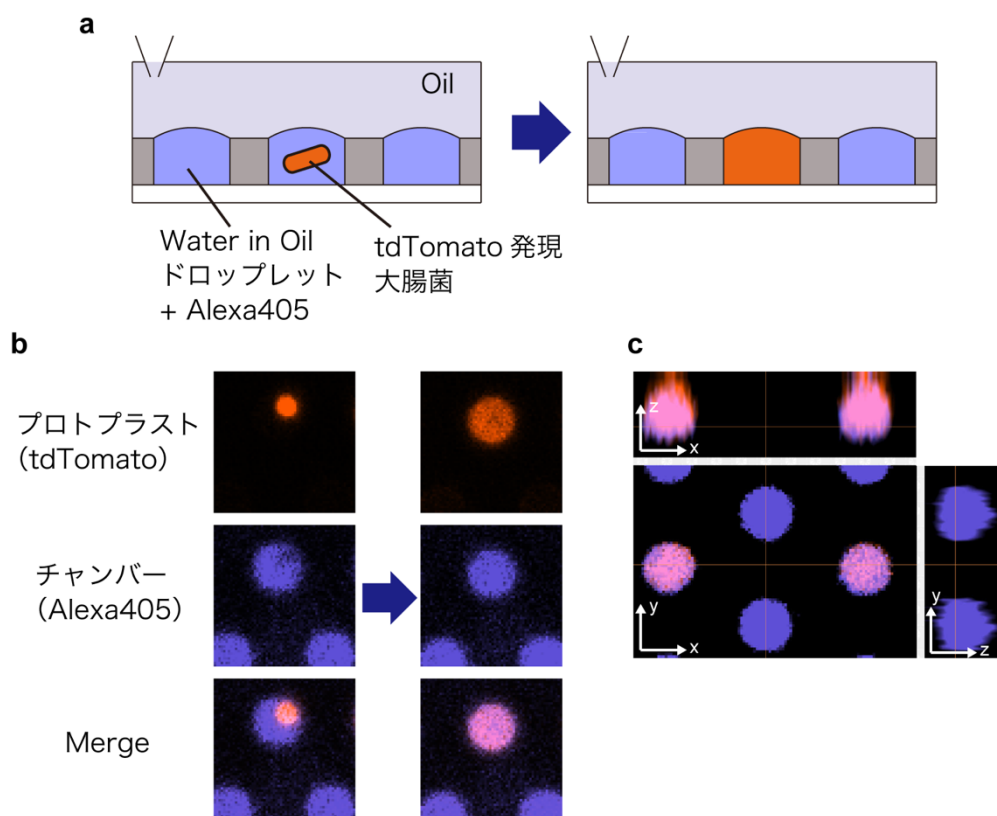 a
Oil
Water in Oil
ドロップレット
+ Alexa405
tdTomato 発現
大腸菌
b
プロトプラスト
（tdTomato）
チャンバー
（Alexa405）
Merge
c
z
x
y
x
y
z